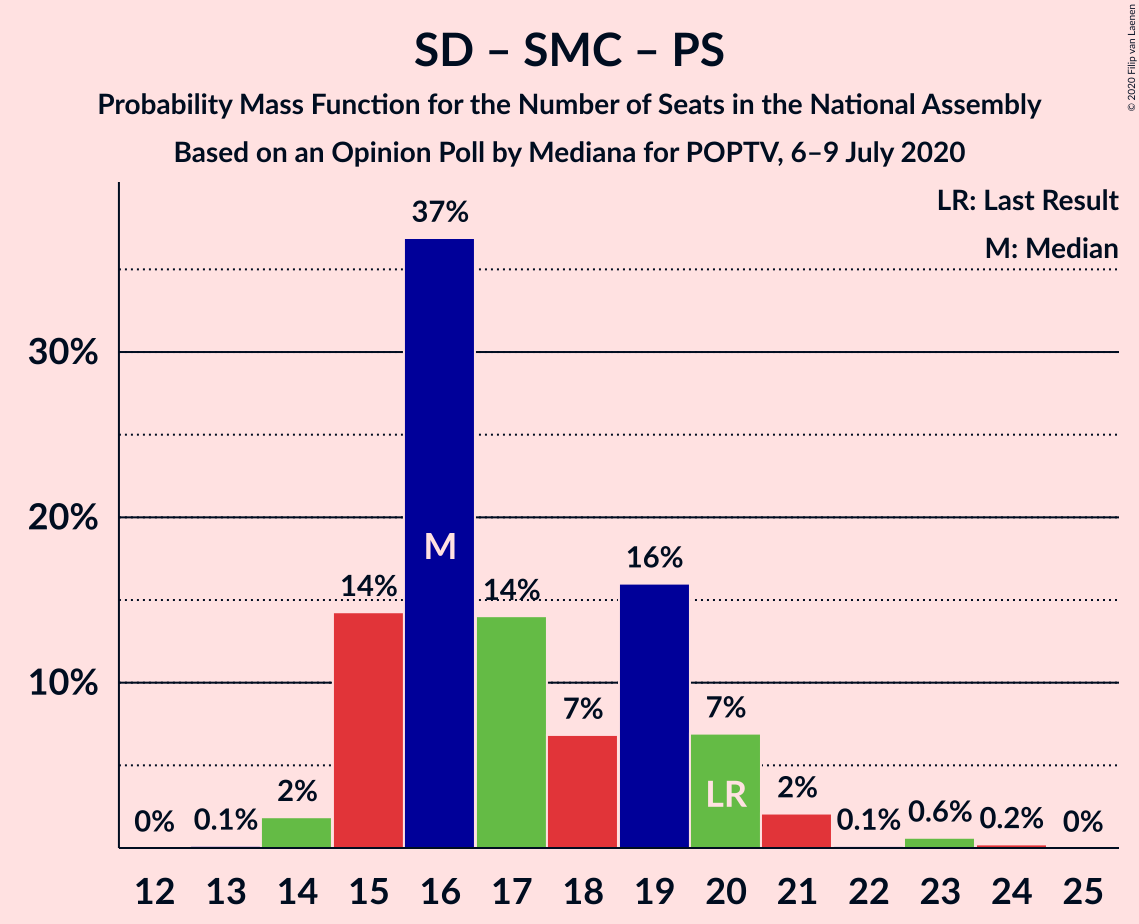 SD – SMC – PS
Probability Mass Function for the Number of Seats in the National Assembly
Based on an Opinion Poll by Mediana for POPTV, 6–9 July 2020
© 2020 Filip van Laenen
LR: Last Result
M: Median
30%
20%
10%
0%
0.1%
2%
14%
37%
14%
7%
16%
7%
2%
0.1%
0.6%
0.2%
0%
M
LR
12 13 14 15 16 17 18 19 20 21 22 23 24 25